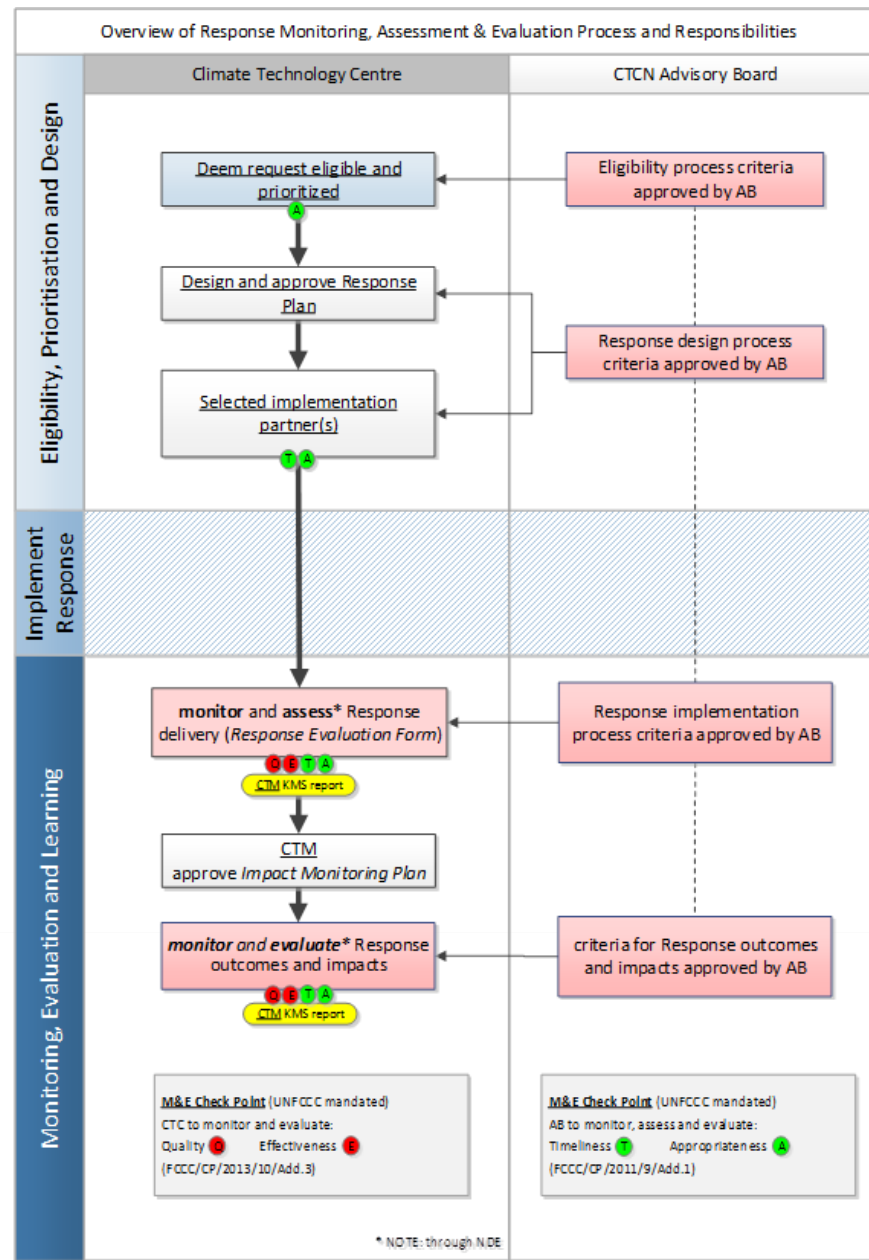 Overview of Response Monitoring, Assessment & Evaluation Process and Responsibilities
Climate Technology Centre
CTCN Advisory Board
Eligibility, Prioritisation and Design
Deem request eligible and
prioritized
A
Eligibility process criteria
approved by AB
Design and approve Response
Plan
Response design process
criteria approved by AB
Selected implementation
partner(s)
T A
Implement
Response
Monitoring, Evaluation and Learning
monitor and assess* Response
delivery (Response Evaluation Form)
Q E T A
CTM KMS report
Response implementation
process criteria approved by AB
CTM
approve Impact Monitoring Plan
monitor and evaluate* Response
outcomes and impacts
Q E T A
CTM KMS report
criteria for Response outcomes
and impacts approved by AB
M&E Check Point (UNFCCC mandated)
CTC to monitor and evaluate:
Quality Q Effectiveness E
(FCCC/CP/2013/10/Add.3)
M&E Check Point (UNFCCC mandated)
AB to monitor, assess and evaluate:
Timeliness T Appropriateness A
(FCCC/CP/2011/9/Add.1)
* NOTE: through NDE